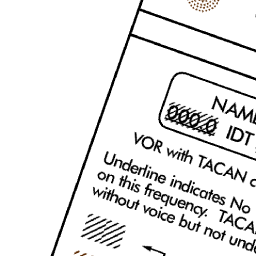 NAME
000.0 IDT
VOR with TACAN
Underline indicates No
on this frequency. TACA
without voice but not und